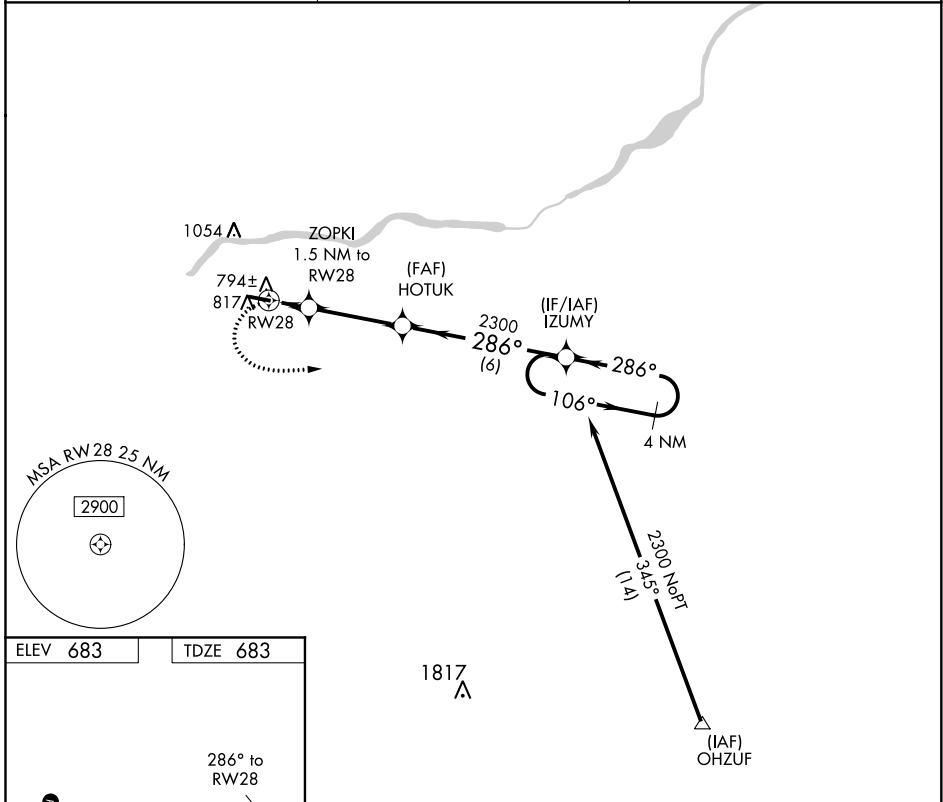 1054
ZOPKI
1.5 NM to
RW28
(FAF)
HOTUK
(IF/IAF)
IZUMY
794±
817
RW28
2300
286°
(6)
286°
106°
4 NM
MSA RW28 25 NM
2900
2300 NoPT
345°
(14)
ELEV 683
TDZE 683
1817
(IAF)
OHZUF
286° to
RW28